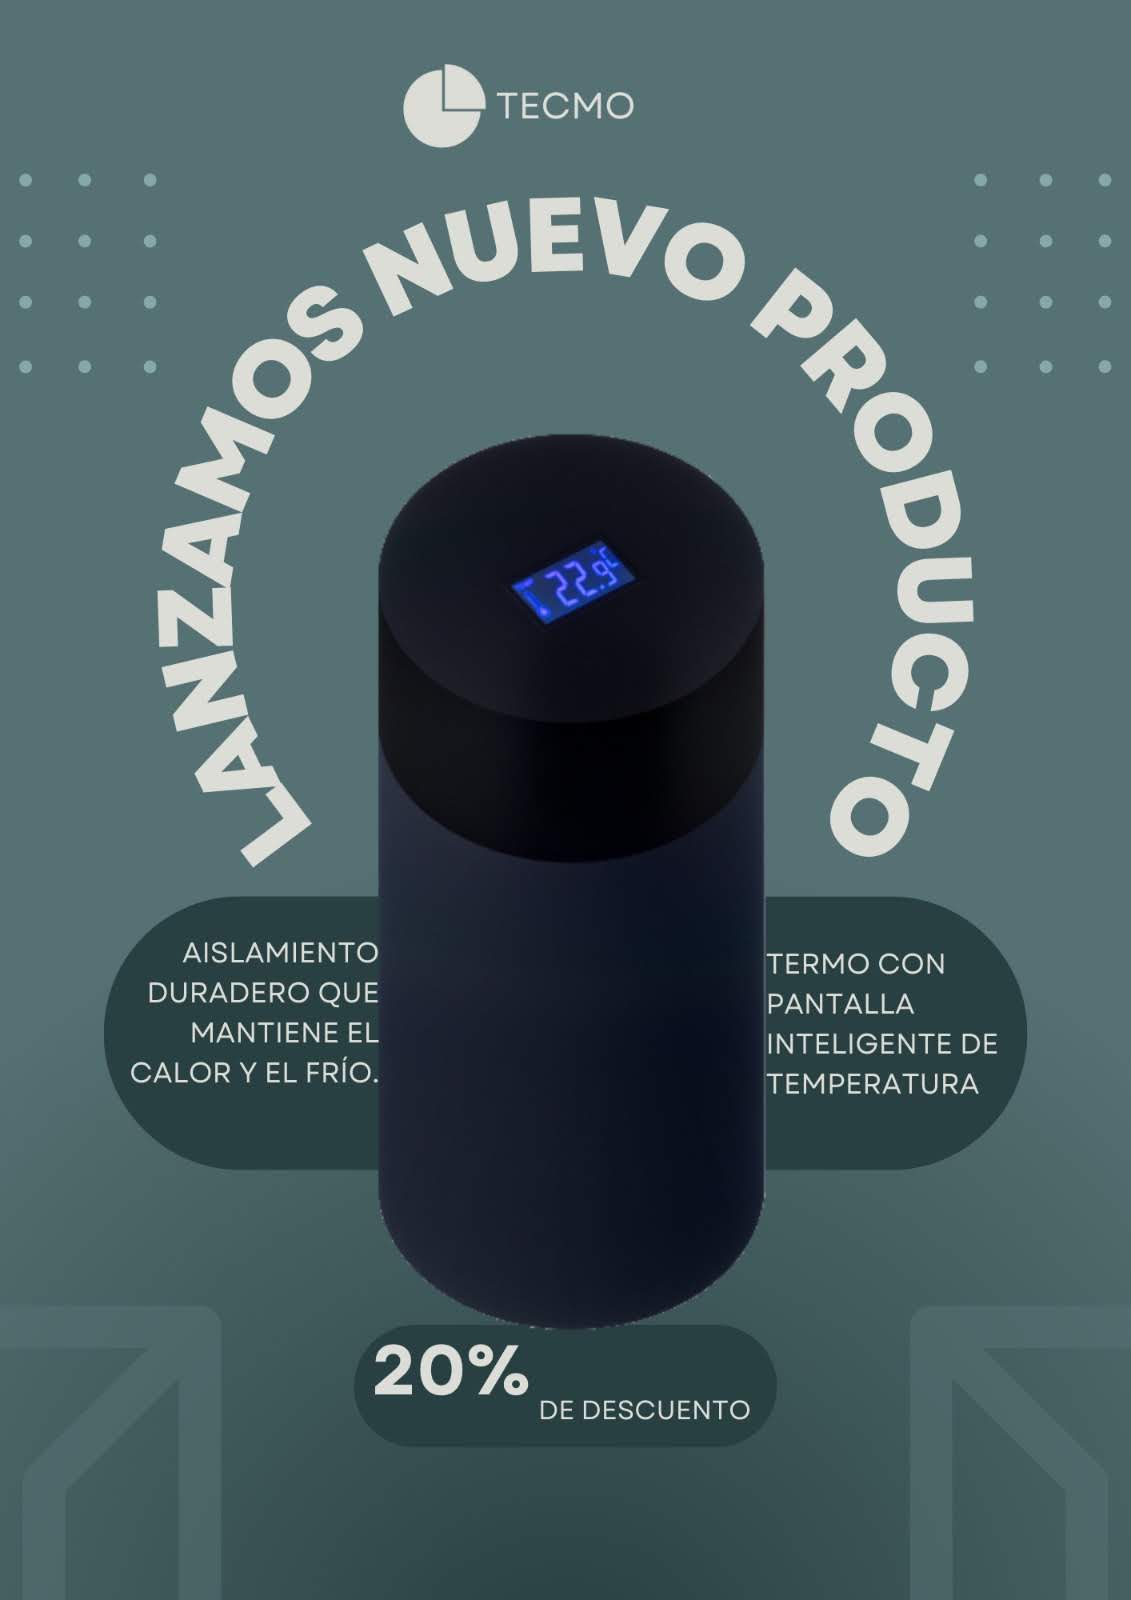 TECMO
LANZAMOS NUEVO PRODUCTO
22.9°C
AISLAMIENTO
DURADERO QUE
MANTIENE EL
CALOR Y EL FRÍO.
TERMO CON
PANTALLA
INTELIGENTE DE
TEMPERATURA
20%
DE DESCUENTO